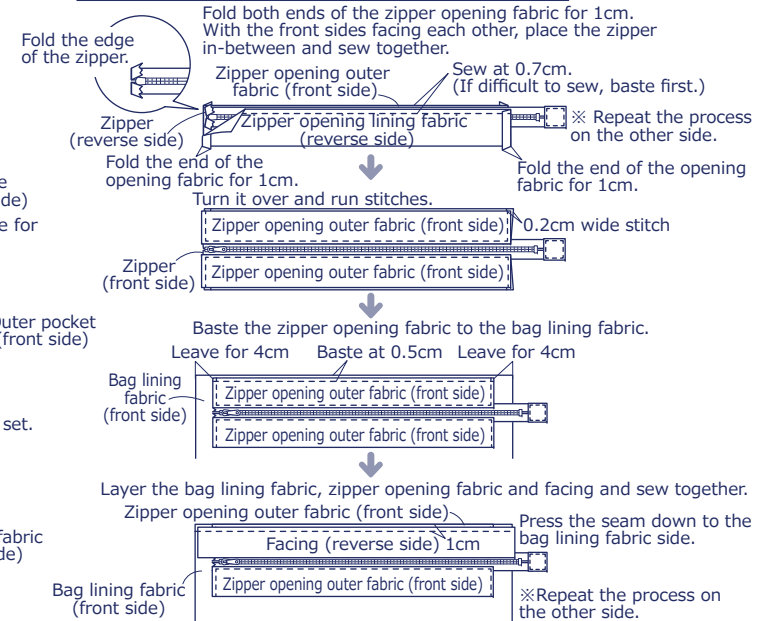 Fold both ends of the zipper opening fabric for 1cm.
With the front sides facing each other, place the zipper
in-between and sew together.
Fold the edge
of the zipper.
Zipper opening outer
fabric (front side)
Sew at 0.7cm.
(If difficult to sew, baste first.)
Zipper
(reverse side)
Zipper opening lining fabric
(reverse side)
※ Repeat the process
on the other side.
Fold the end of the
opening fabric for 1cm.
Fold the end of the opening
fabric for 1cm.
Turn it over and run stitches.
Zipper opening outer fabric (front side)
0.2cm wide stitch
Zipper
(front side)
Zipper opening outer fabric (front side)
e
de)
e for
Outer pocket
(front side)
Baste the zipper opening fabric to the bag lining fabric.
Leave for 4cm
Baste at 0.5cm
Leave for 4cm
Bag lining
fabric
(front side)
Zipper opening outer fabric (front side)
Zipper opening outer fabric (front side)
set.
Layer the bag lining fabric, zipper opening fabric and facing and sew together.
Zipper opening outer fabric (front side)
Facing (reverse side) 1cm
Press the seam down to the
bag lining fabric side.
abric
de)
Bag lining fabric
(front side)
Zipper opening outer fabric (front side)
※Repeat the process on
the other side.